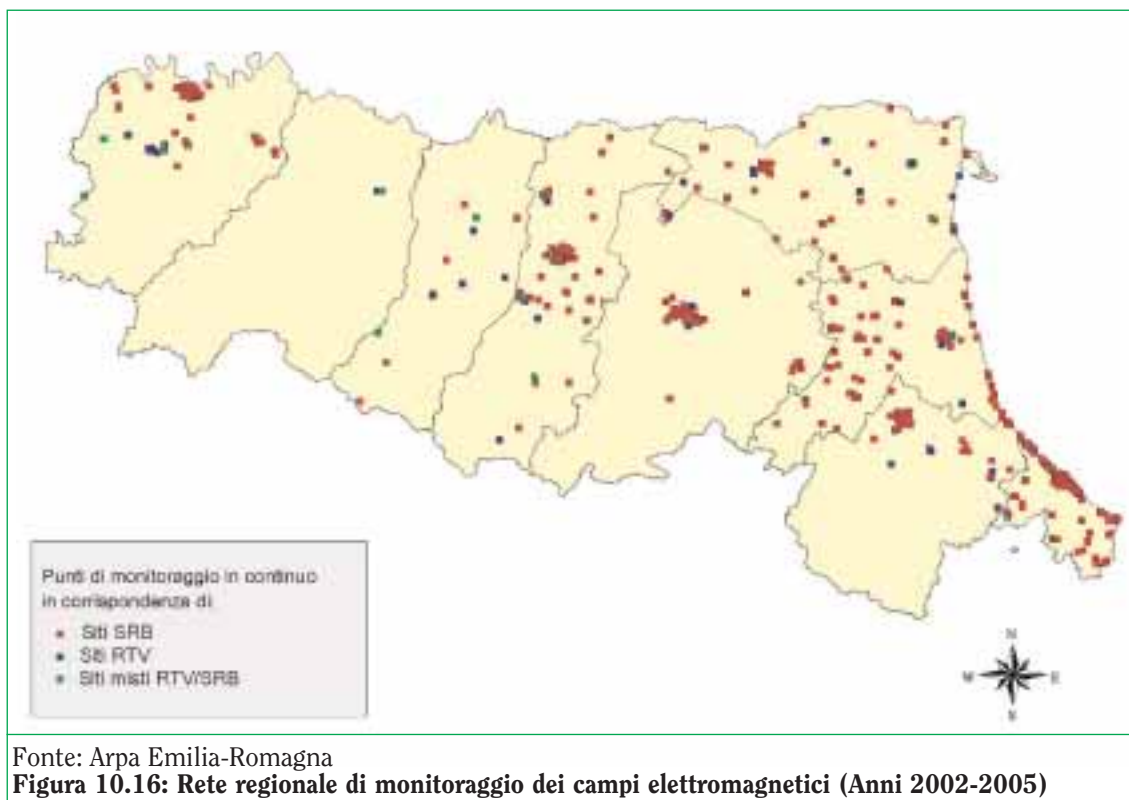 Punti di monitoraggio in continuo
in corrispondenza di
Siti SRB
Siti RTV
Siti misti RTV/SRB
N
W E
N
Fonte: Arpa Emilia-Romagna
Figura 10.16: Rete regionale di monitoraggio dei campi elettromagnetici (Anni 2002-2005)